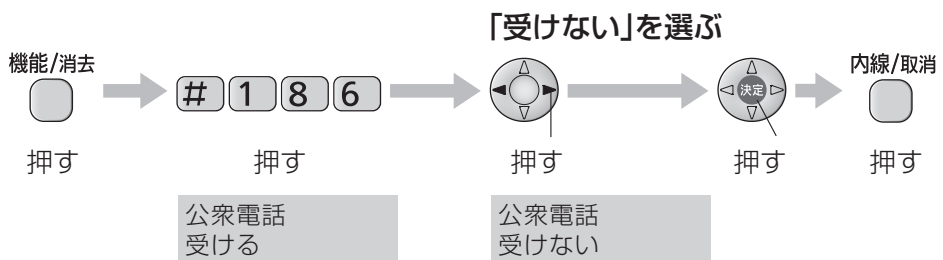 「受けない」を選ぶ
機能/消去
# 1 8 6
決定
内線/取消
押す
押す
押す
押す
押す
公衆電話
受ける
公衆電話
受けない